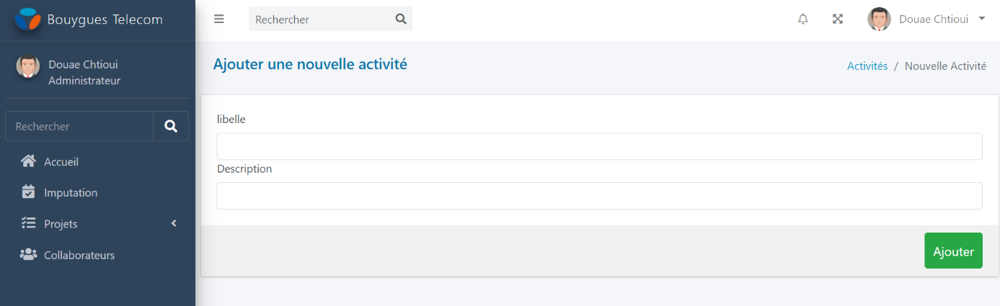 Bouygues Telecom
Rechercher
Douae Chtioui
Douae Chtioui
Administrateur
Ajouter une nouvelle activité
Activités / Nouvelle Activité
Rechercher
Accueil
Imputation
Projets
Collaborateurs
libelle
Description
Ajouter